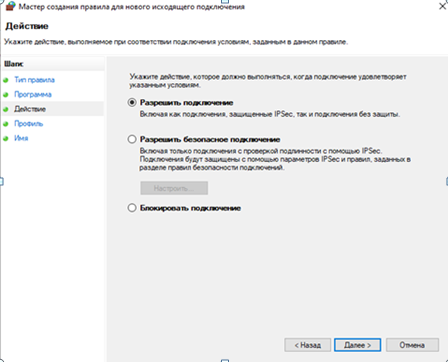 Мастер создания правила для нового исходящего подключения
Действие
Укажите действие, выполняемое при соответствии подключения условиям, заданным в данном правиле.
Шаги:
Тип правила
Программа
Действие
Профиль
Имя
Укажите действие, которое должно выполняться, когда подключение удовлетворяет
указанным условиям.
Разрешить подключение
Включая как подключения, защищенные IPSec, так и подключения без защиты.
Разрешить безопасное подключение
Включая только подключения с проверкой подлинности с помощью IPSec.
Подключения будут защищены с помощью параметров IPSec и правил, заданных в
разделе правил безопасности подключений.
Настроить...
Блокировать подключение
< Назад
Далее >
Отмена